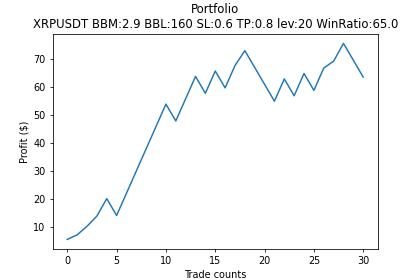 Portfolio
XRPUSDT BBM:2.9 BBL:160 SL:0.6 TP:0.8 lev:20 WinRatio:65.0
70
60
50
40
30
20
10
Profit ($)
0 5 10 15 20 25 30
Trade counts